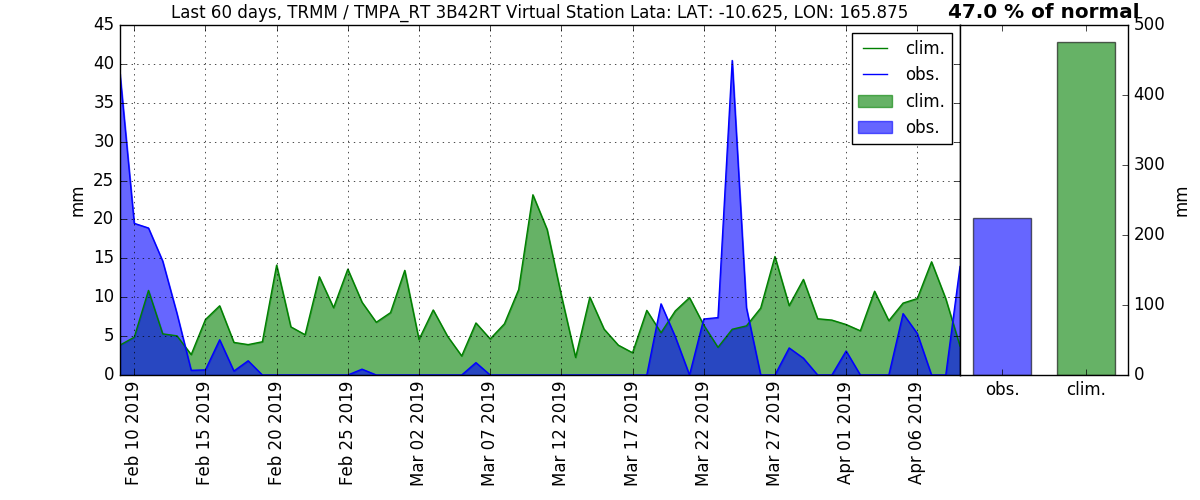 Last 60 days, TRMM / TMPA_RT 3B42RT Virtual Station Lata: LAT: -10.625, LON: 165.875
47.0 % of normal
45
40
35
30
25
20
15
10
5
0
mm
clim.
obs.
clim.
obs.
Feb 10 2019
Feb 15 2019
Feb 20 2019
Feb 25 2019
Mar 02 2019
Mar 07 2019
Mar 12 2019
Mar 17 2019
Mar 22 2019
Mar 27 2019
Apr 01 2019
Apr 06 2019
500
400
300
200
100
0
mm
obs.
clim.